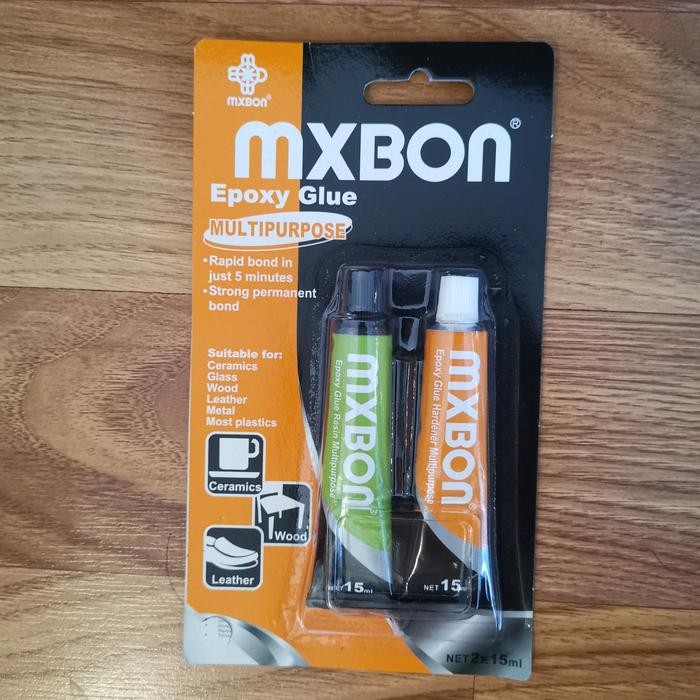 MXBON®
MXBON®
Epoxy Glue
MULTIPURPOSE
•Rapid bond in
just 5 minutes
•Strong permanent
bond
Suitable for:
Ceramics
Glass
Wood
Leather
Metal
Most plastics
Ceramics
Wood
Leather
MXBON®
Epoxy Glue Resin Multipurpose
NET 15ml
MXBON®
Epoxy Glue Hardener Multipurpose
NET 15ml
NET 2x15ml